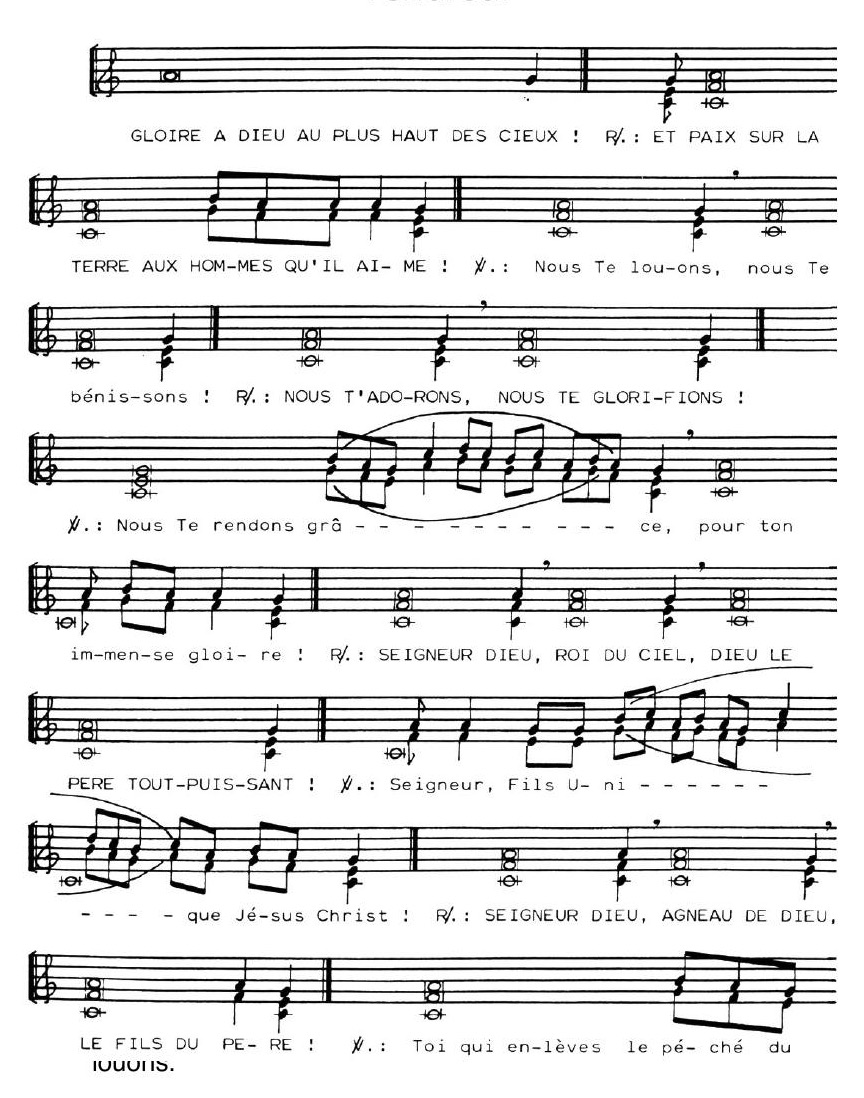 GLOIRE A DIEU AU PLUS HAUT DES CIEUX ! R/.: ET PAIX SUR LA
TERRE AUX HOM-MES QU'IL AI- ME ! V/.: Nous Te lou-ons, nous Te
bénis-sons ! R/.: NOUS T'ADO-RONS, NOUS TE GLORI-FIONS !
V/.: Nous Te rendons grâ - - - - - - - - - ce, pour ton
im-men-se gloi- re ! R/.: SEIGNEUR DIEU, ROI DU CIEL, DIEU LE
PERE TOUT-PUIS-SANT ! V/.: Seigneur, Fils U- ni - - - - - -
- - - - que Jé-sus Christ ! R/.: SEIGNEUR DIEU, AGNEAU DE DIEU,
LE FILS DU PE- RE ! V/.: Toi qui en-lèves le pé- ché du
louons.